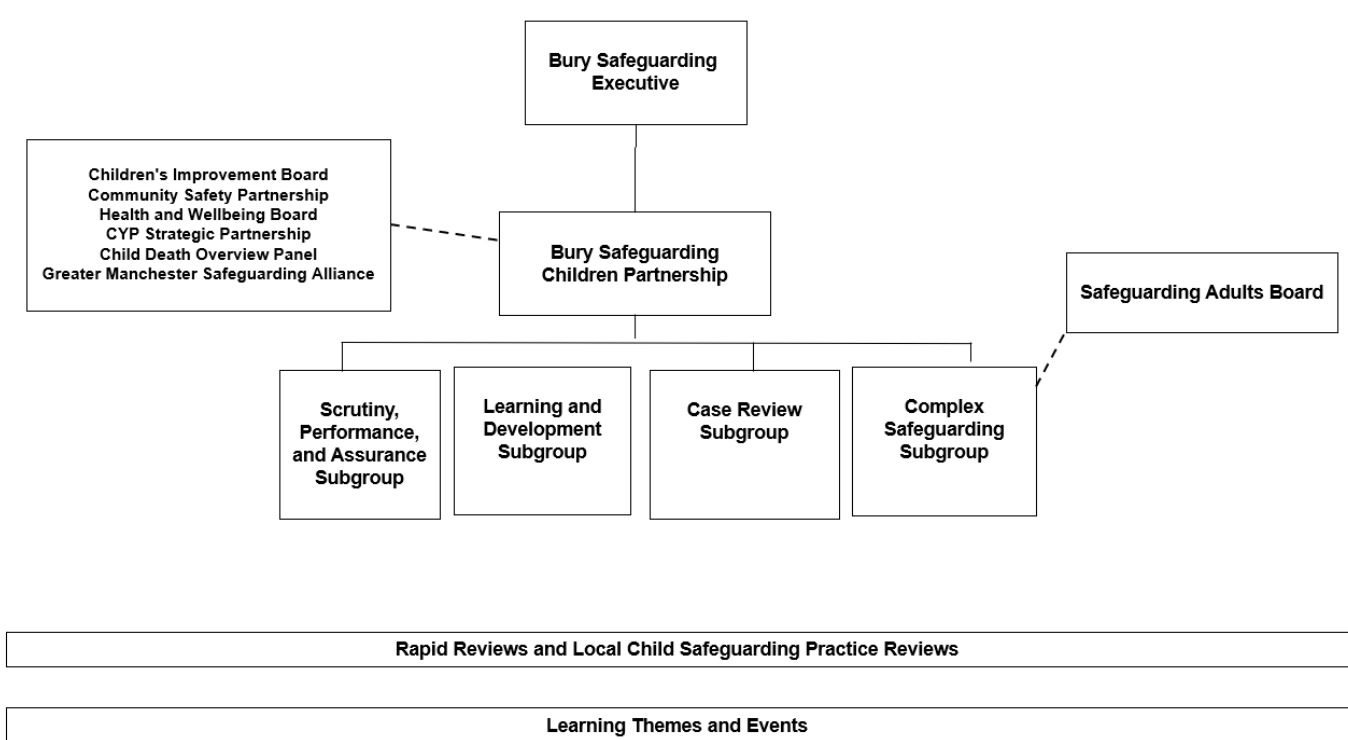 Bury Safeguarding
Executive
Children's Improvement Board
Community Safety Partnership
Health and Wellbeing Board
CYP Strategic Partnership
Child Death Overview Panel
Greater Manchester Safeguarding Alliance
Bury Safeguarding
Children Partnership
Safeguarding Adults Board
Scrutiny,
Performance,
and Assurance
Subgroup
Learning and
Development
Subgroup
Case Review
Subgroup
Complex
Safeguarding
Subgroup
Rapid Reviews and Local Child Safeguarding Practice Reviews
Learning Themes and Events